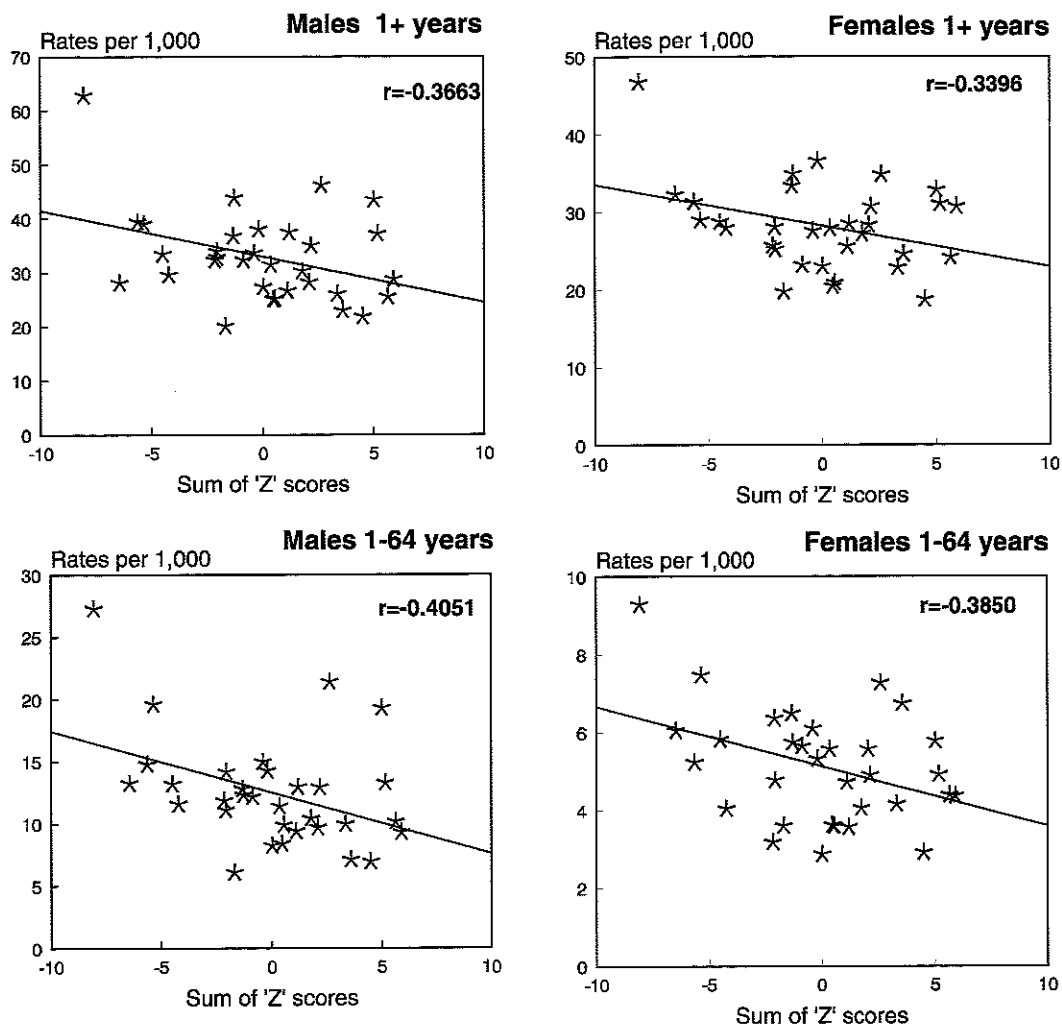 Males 1+ years
Rates per 1,000
r=-0.3663
70
60
50
40
30
20
10
0
-10 -5 0 5 10
Sum of 'Z' scores
Females 1+ years
Rates per 1,000
r=-0.3396
50
40
30
20
10
0
-10 -5 0 5 10
Sum of 'Z' scores
Males 1-64 years
Rates per 1,000
r=-0.4051
30
25
20
15
10
5
0
-10 -5 0 5 10
Sum of 'Z' scores
Females 1-64 years
Rates per 1,000
r=-0.3850
10
8
6
4
2
0
-10 -5 0 5 10
Sum of 'Z' scores